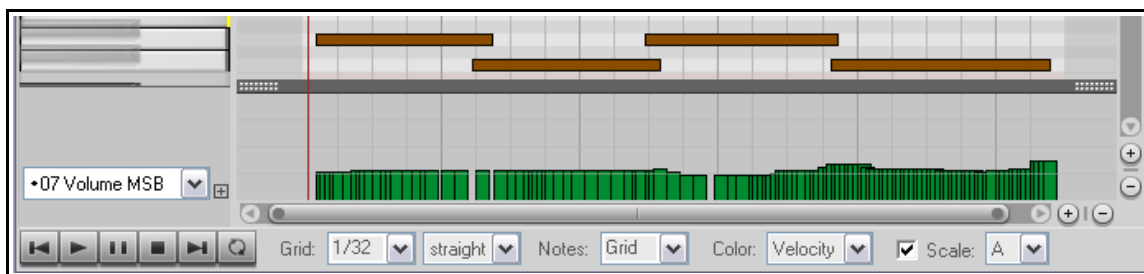 •07 Volume MSB
Grid: 1/32 straight Notes: Grid Color: Velocity Scale: A